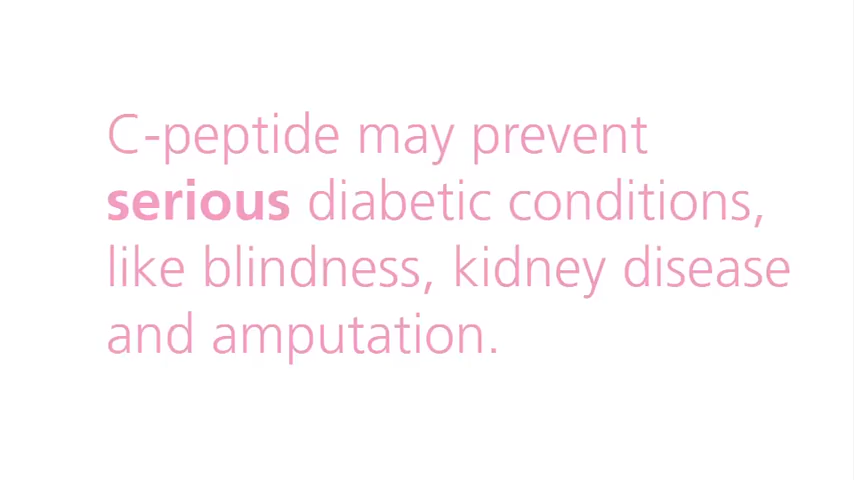 C-peptide may prevent
serious diabetic conditions,
like blindness, kidney disease
and amputation.